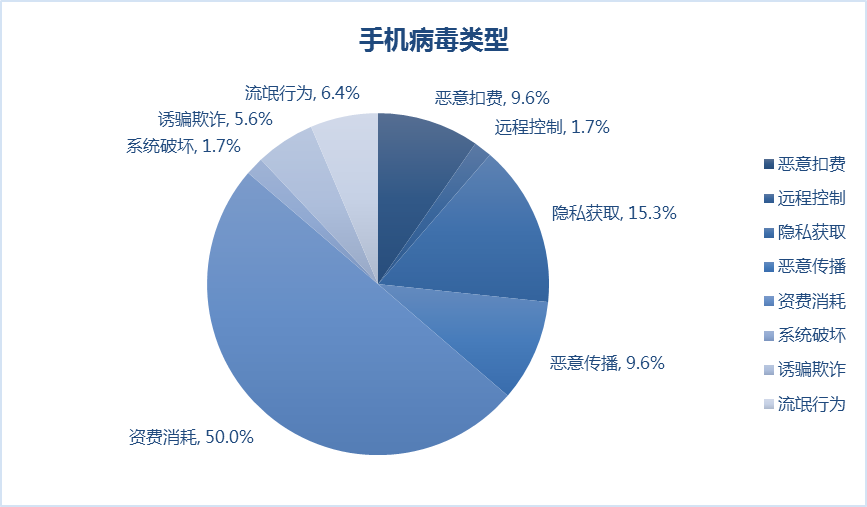 手机病毒类型
流氓行为, 6.4%
恶意扣费, 9.6%
诱骗欺诈, 5.6%
远程控制, 1.7%
系统破坏, 1.7%
隐私获取, 15.3%
恶意传播, 9.6%
资费消耗, 50.0%
恶意扣费
远程控制
隐私获取
恶意传播
资费消耗
系统破坏
诱骗欺诈
流氓行为